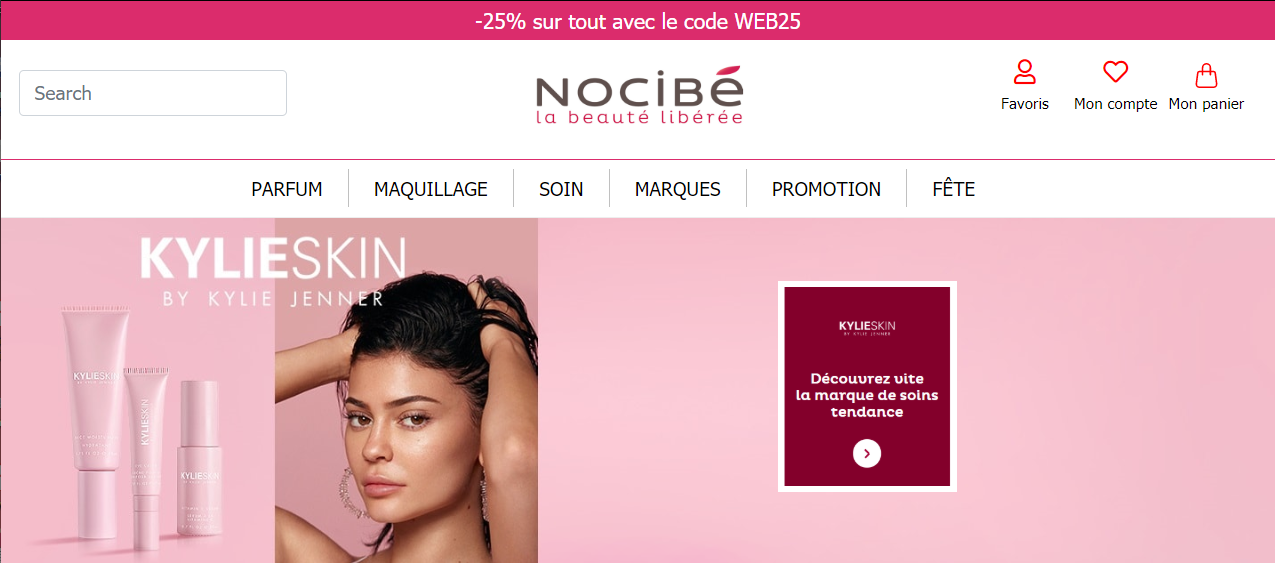 -25% sur tout avec le code WEB25
Search
NOCIBÉ
la beauté libérée
Favoris
Mon compte
Mon panier
PARFUM
MAQUILLAGE
SOIN
MARQUES
PROMOTION
FÊTE
KYLIESKIN
BY KYLIE JENNER
KYLIESKIN
KYLIESKIN
KYLIESKIN
KYLIESKIN
BY KYLIE JENNER
Découvrez vite
la marque de soins
tendance